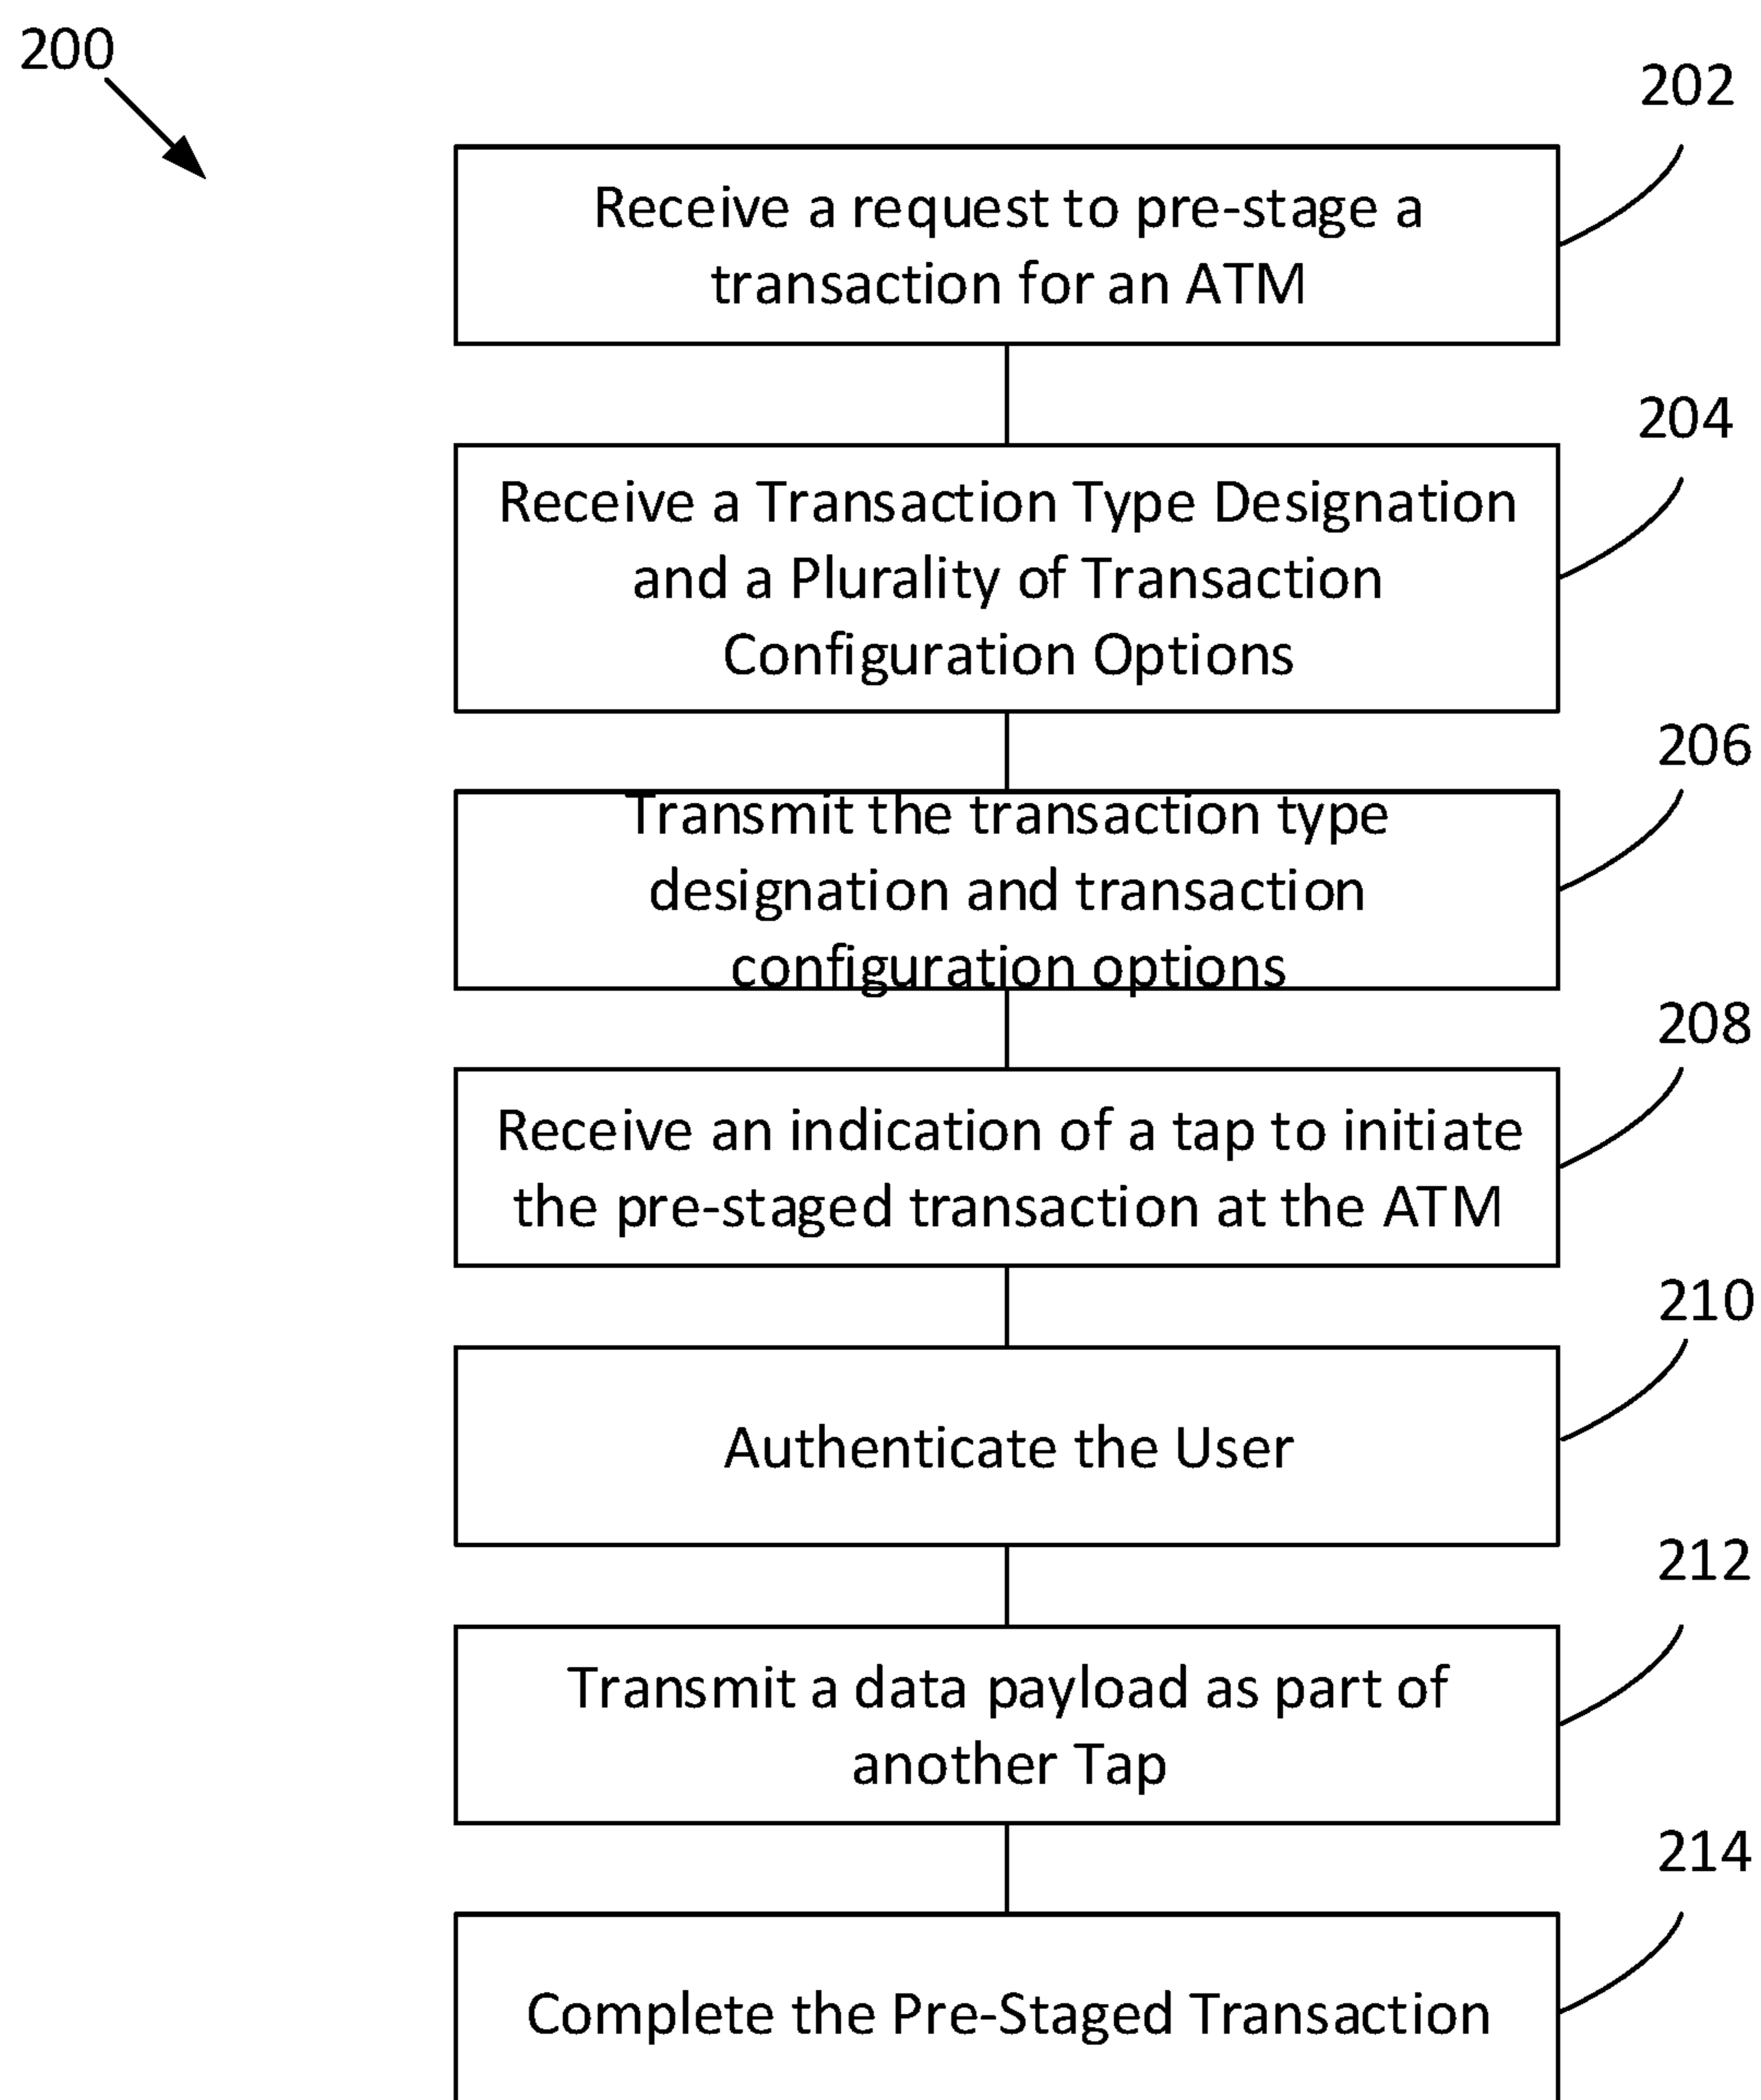 200
202
Receive a request to pre-stage a
transaction for an ATM
204
Receive a Transaction Type Designation
and a Plurality of Transaction
Configuration Options
206
Transmit the transaction type
designation and transaction
configuration options
208
Receive an indication of a tap to initiate
the pre-staged transaction at the ATM
210
Authenticate the User
212
Transmit a data payload as part of
another Tap
214
Complete the Pre-Staged Transaction